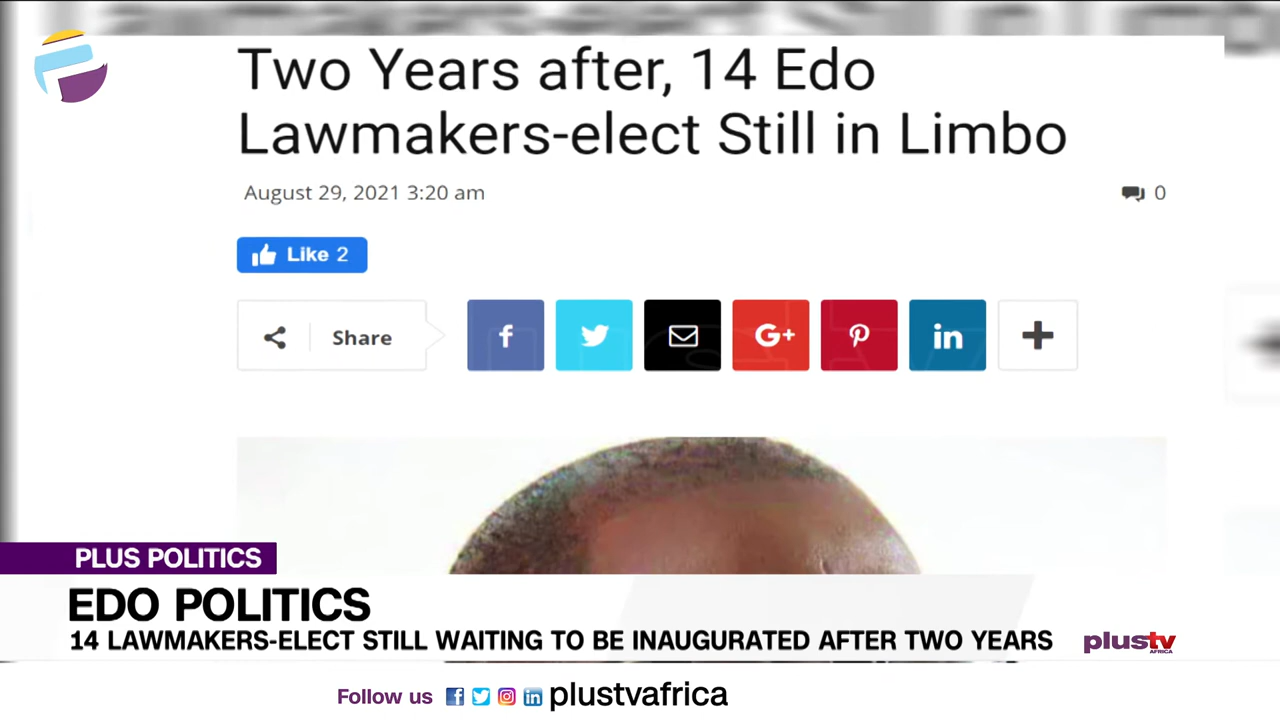 Two Years after, 14 Edo
Lawmakers-elect Still in Limbo
August 29, 2021 3:20 am
0
Like 2
Share
f
G+
in
+
PLUS POLITICS
EDO POLITICS
14 LAWMAKERS-ELECT STILL WAITING TO BE INAUGURATED AFTER TWO YEARS
plustv
AFRICA
Follow us
plustvafrica